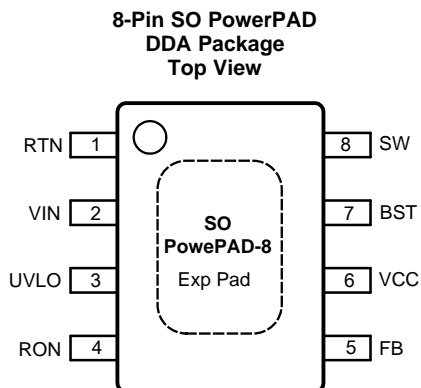 8-Pin SO PowerPAD
DDA Package
Top View
RTN 1
8 SW
VIN 2
7 BST
SO
PowePAD-8
UVLO 3
Exp Pad
6 VCC
RON 4
5 FB